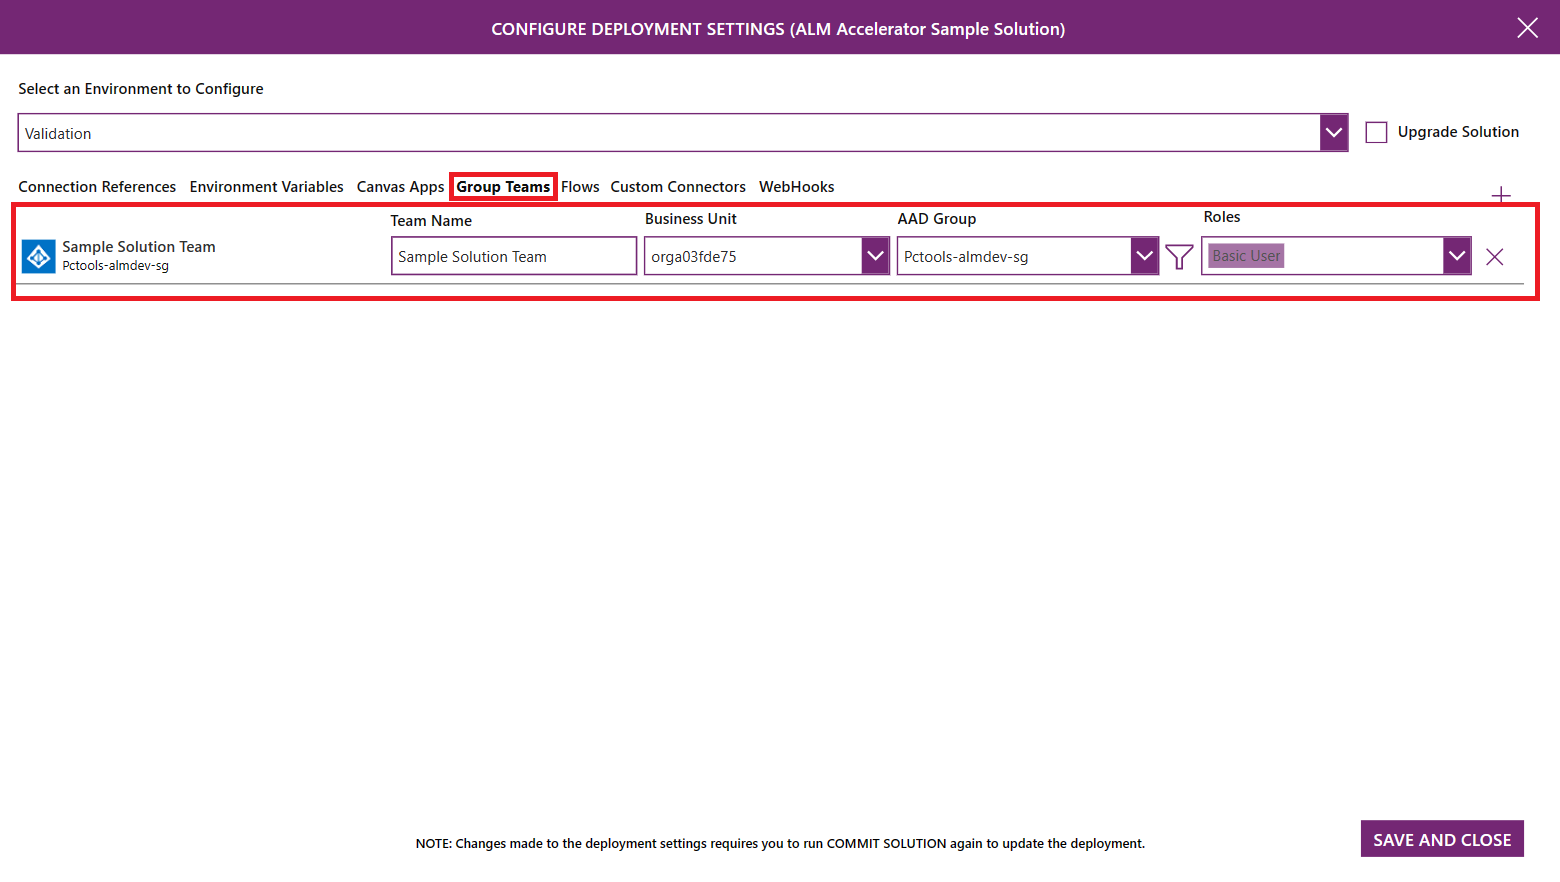 CONFIGURE DEPLOYMENT SETTINGS (ALM Accelerator Sample Solution)
Select an Environment to Configure
Validation
Upgrade Solution
Connection References Environment Variables Canvas Apps Group Teams Flows Custom Connectors WebHooks
Team Name Business Unit AAD Group Roles
Sample Solution Team
Pctools-almdev-sg
Sample Solution Team orga03fde75 Pctools-almdev-sg Basic User
NOTE: Changes made to the deployment settings requires you to run COMMIT SOLUTION again to update the deployment.
SAVE AND CLOSE